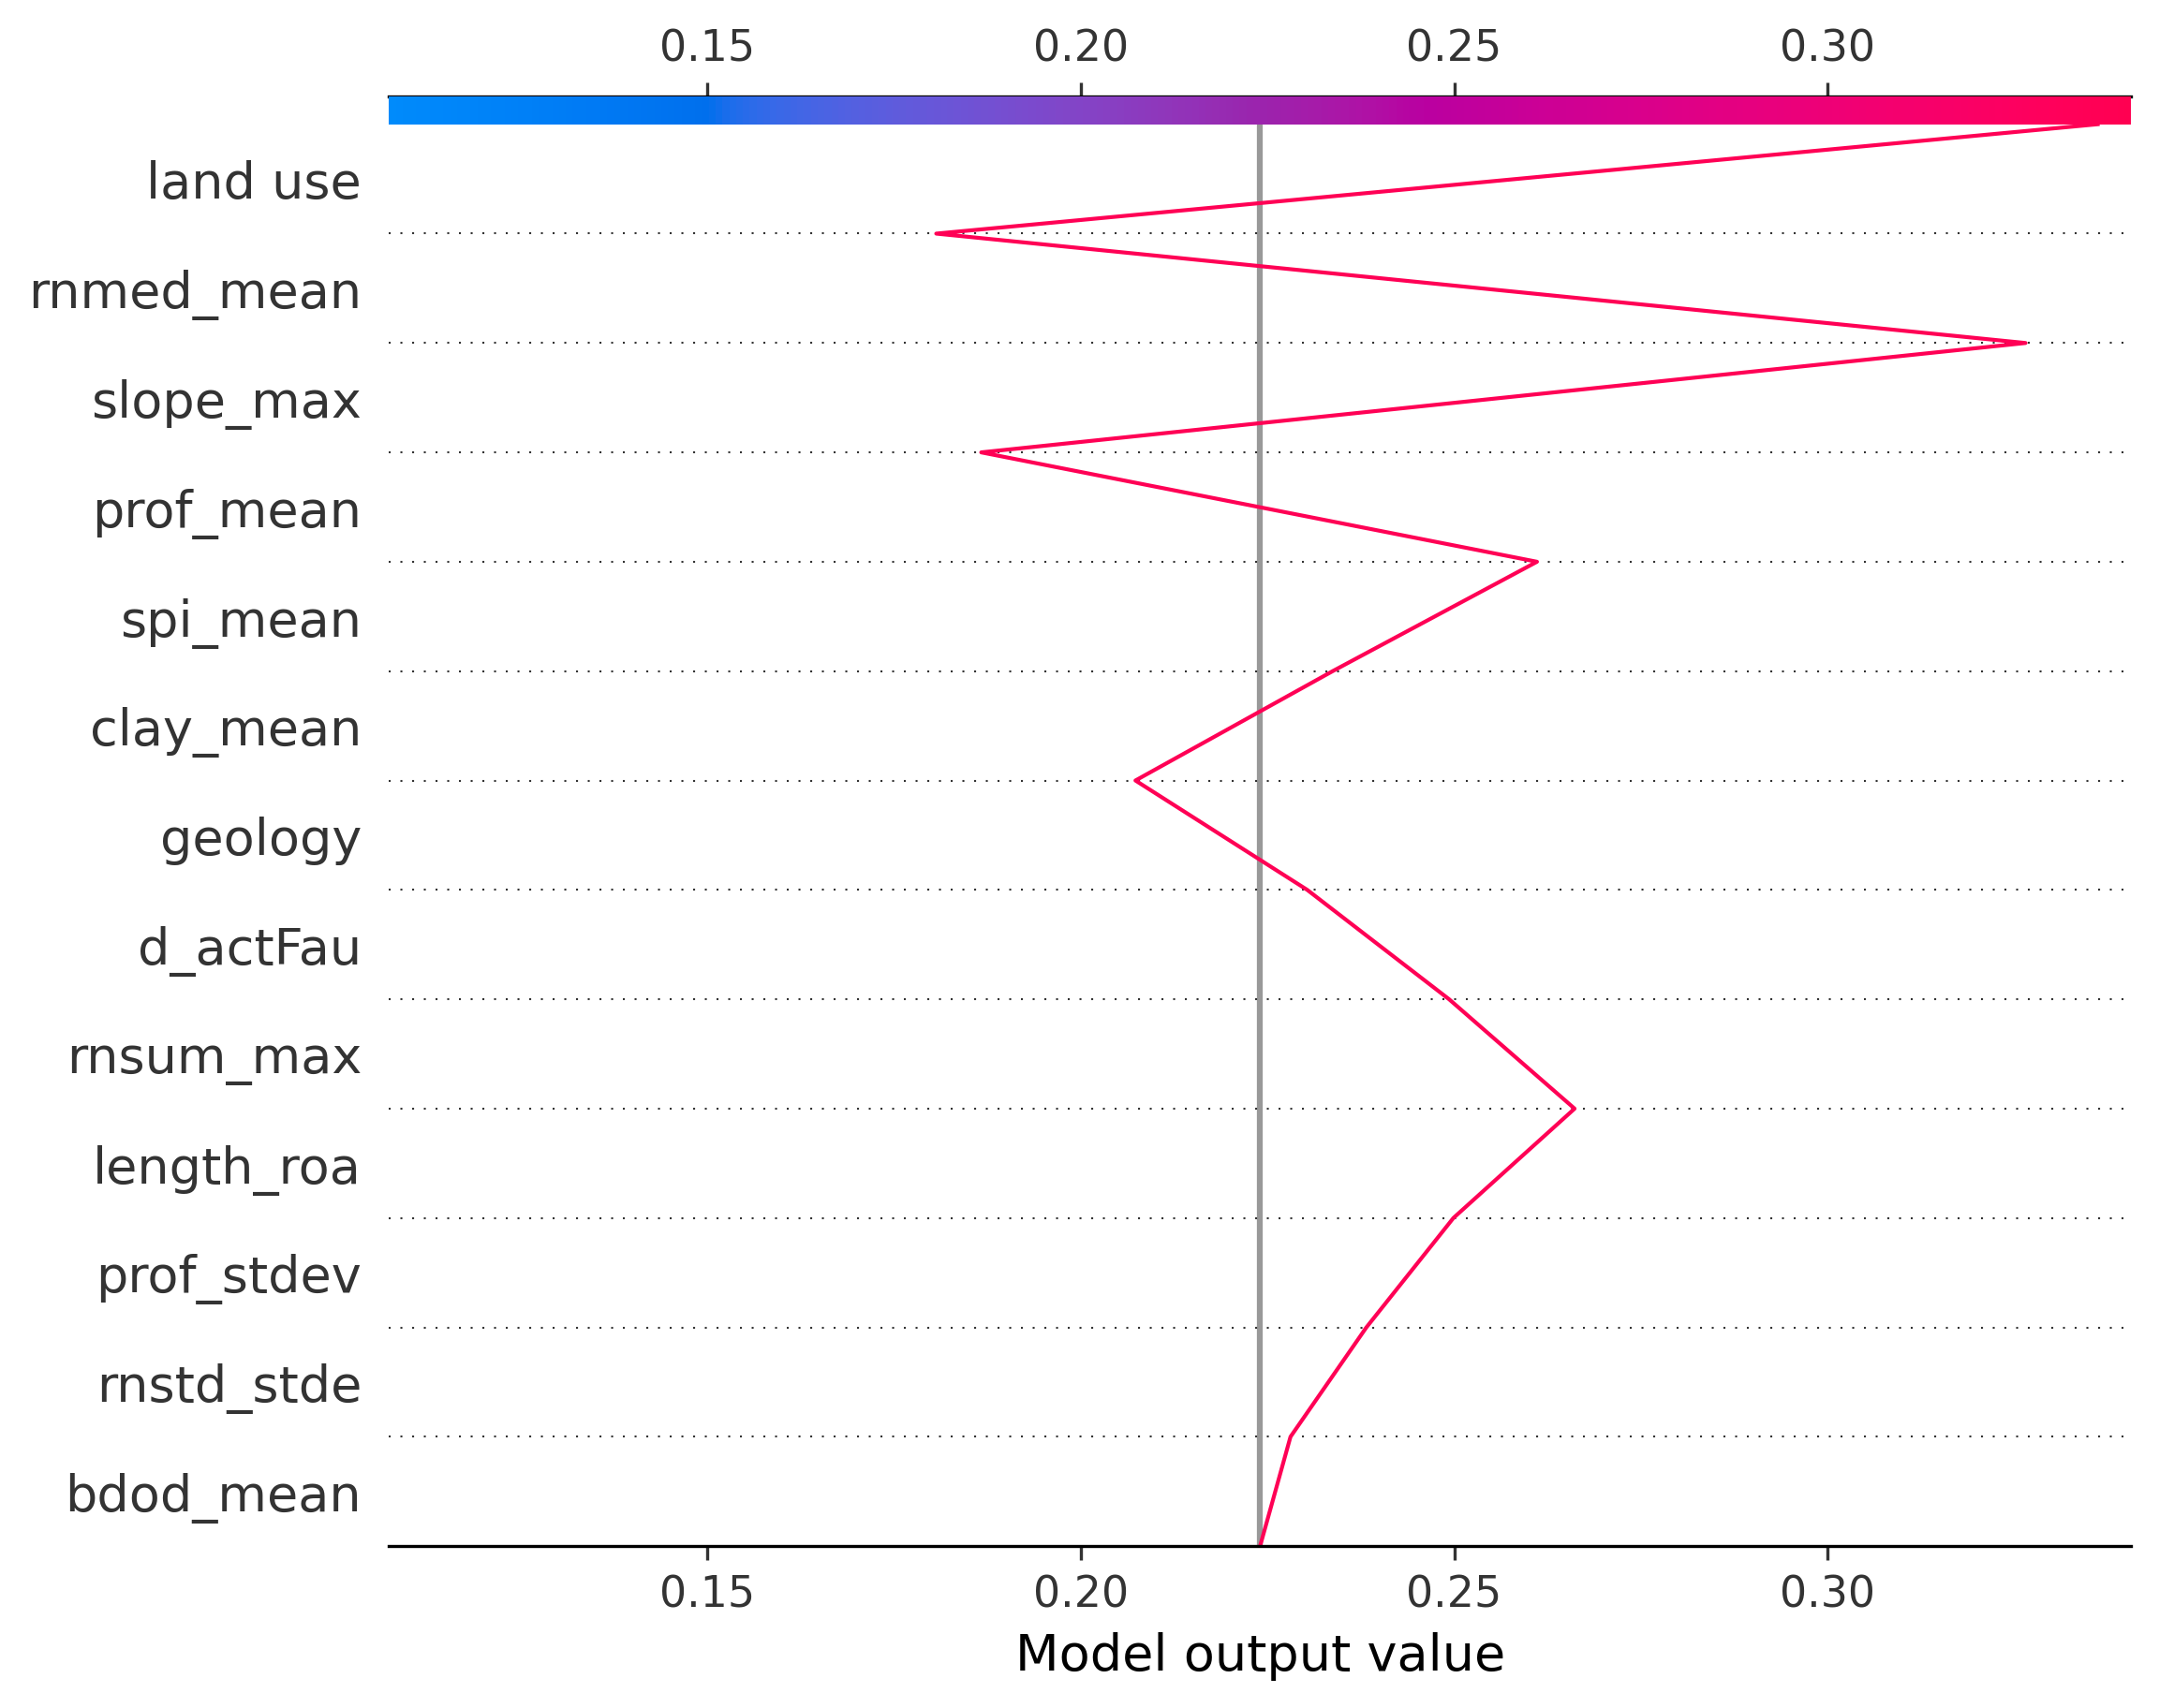 0.15 0.20 0.25 0.30
land use
rnmed_mean
slope_max
prof_mean
spi_mean
clay_mean
geology
d_actFau
rnsum_max
length_roa
prof_stdev
rnstd_stde
bdod_mean
0.15 0.20 0.25 0.30
Model output value